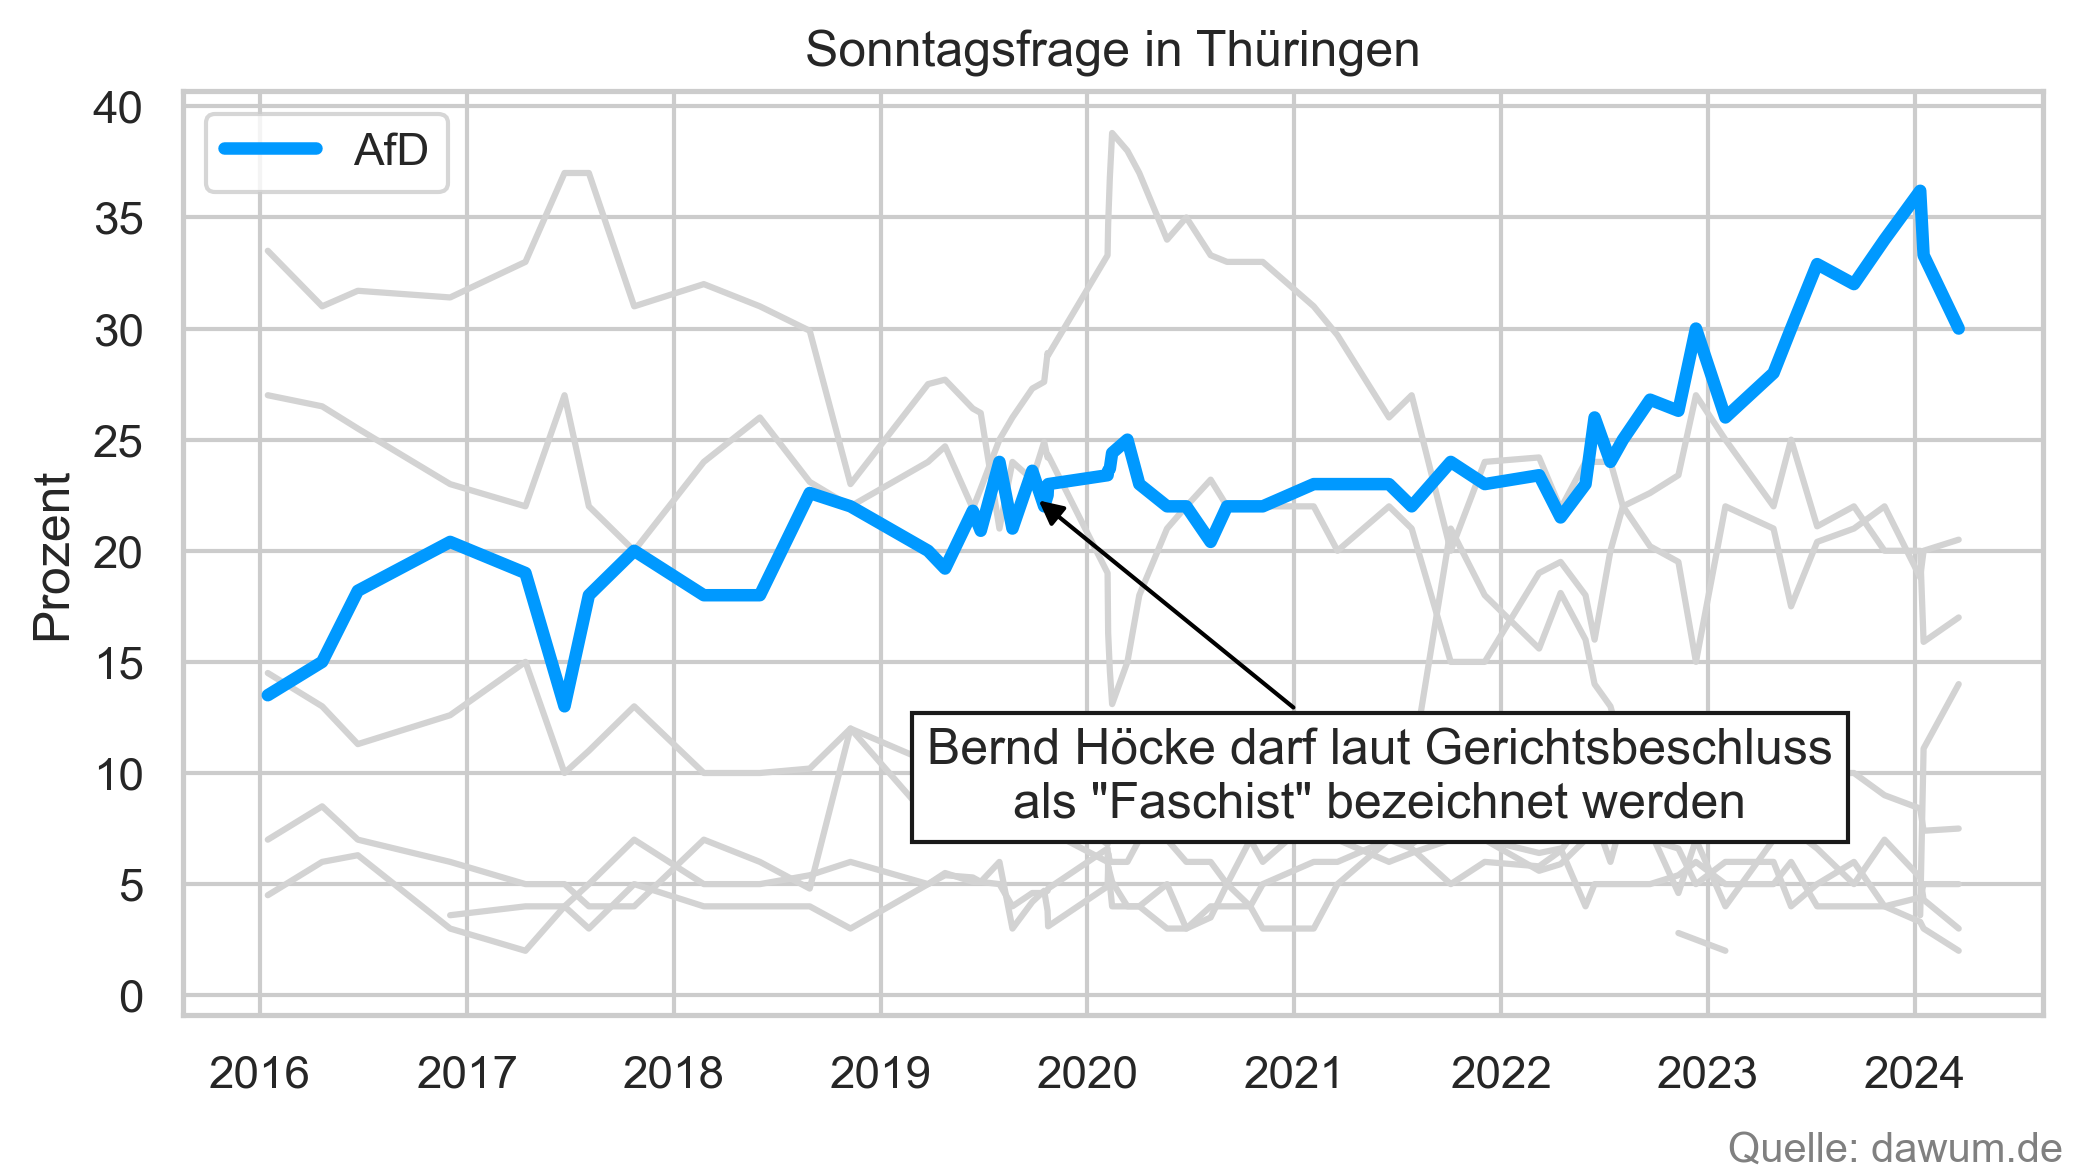 Sonntagsfrage in Thüringen
AfD
Prozent
40
35
30
25
20
15
10
5
0
Bernd Höcke darf laut Gerichtsbeschluss
als "Faschist" bezeichnet werden
2016 2017 2018 2019 2020 2021 2022 2023 2024
Quelle: dawum.de